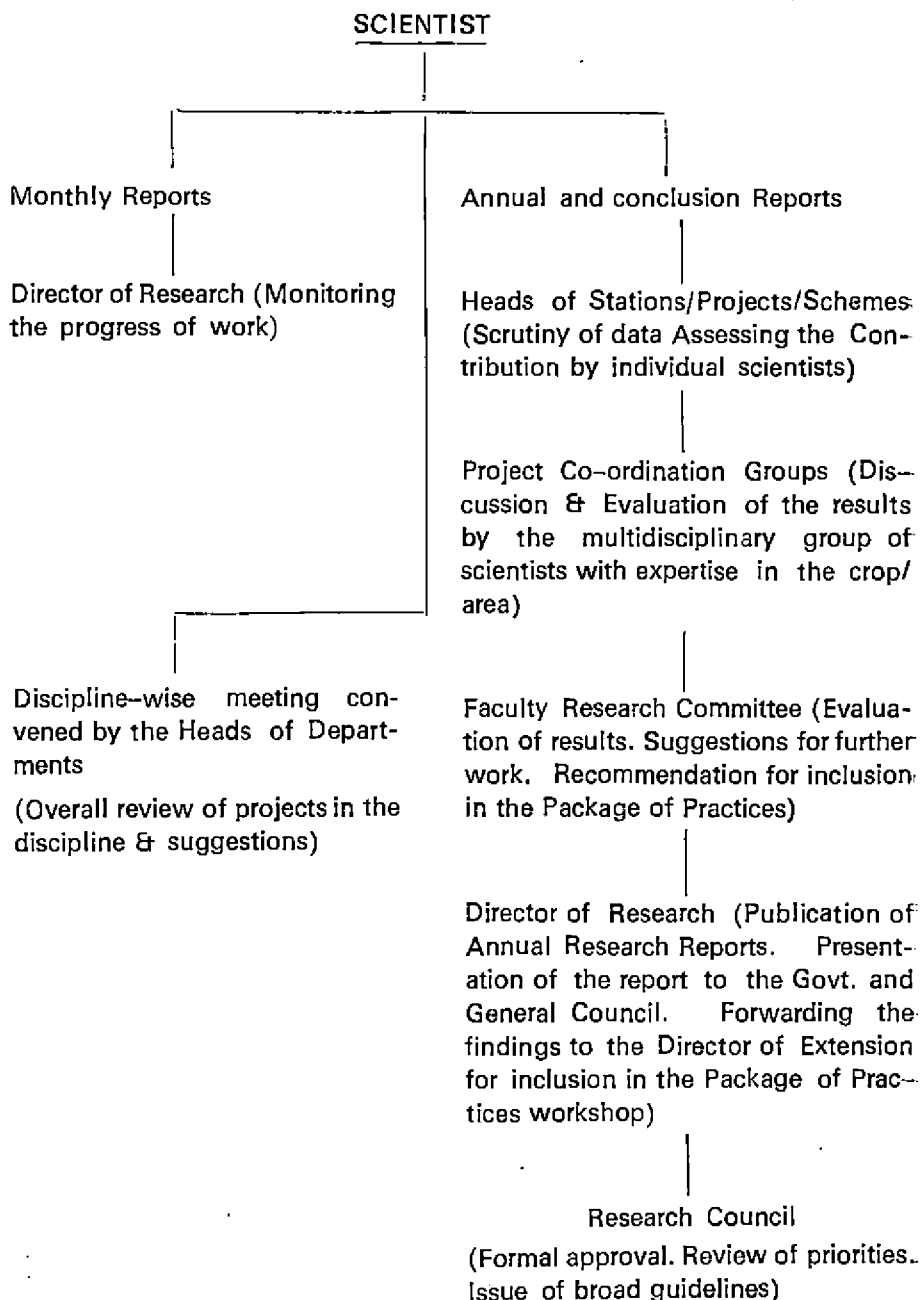 SCIENTIST
Monthly Reports
Director of Research (Monitoring
the progress of work)
Discipline–wise meeting con-
vened by the Heads of Depart-
ments
(Overall review of projects in the
discipline & suggestions)
Annual and conclusion Reports
Heads of Stations/Projects/Schemes
(Scrutiny of data Assessing the Con-
tribution by individual scientists)
Project Co–ordination Groups (Dis–
cussion & Evaluation of the results
by the multidisciplinary group of
scientists with expertise in the crop/
area)
Faculty Research Committee (Evalua-
tion of results. Suggestions for further
work. Recommendation for inclusion
in the Package of Practices)
Director of Research (Publication of
Annual Research Reports. Present-
ation of the report to the Govt. and
General Council. Forwarding the
findings to the Director of Extension
for inclusion in the Package of Prac–
tices workshop)
Research Council
(Formal approval. Review of priorities.
Issue of broad guidelines)